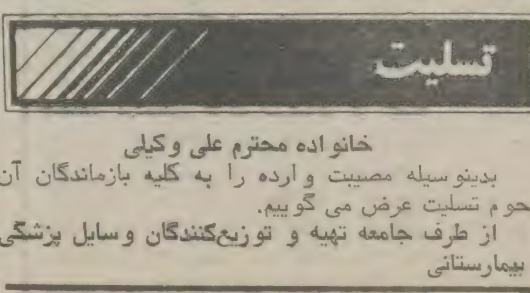 تسلیت
خانواده محترم علی وکیلی
بدینوسیله مصیبت وارده را به کلیه بازماندگان آن
حوم تسلیت عرض می گوییم.
از طرف جامعه تهیه و توزیع‌کنندگان وسایل پزشکی
بیمارستانی